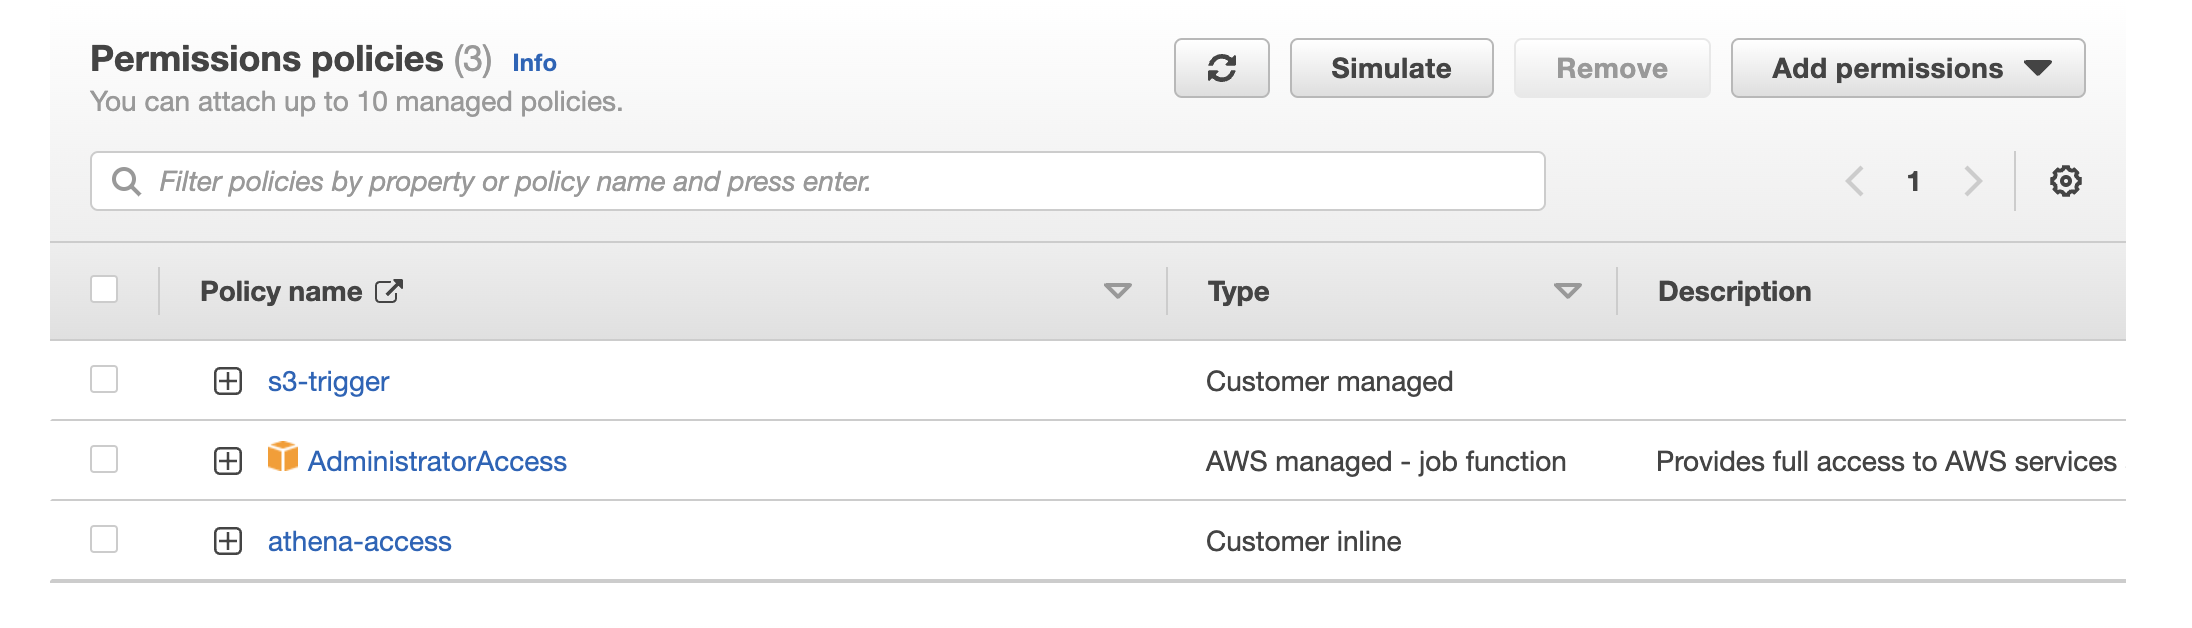 Permissions policies (3) Info
You can attach up to 10 managed policies.
Simulate
Remove
Add permissions
Filter policies by property or policy name and press enter.
1
Policy name Type Description
s3-trigger Customer managed
AdministratorAccess AWS managed - job function Provides full access to AWS services
athena-access Customer inline